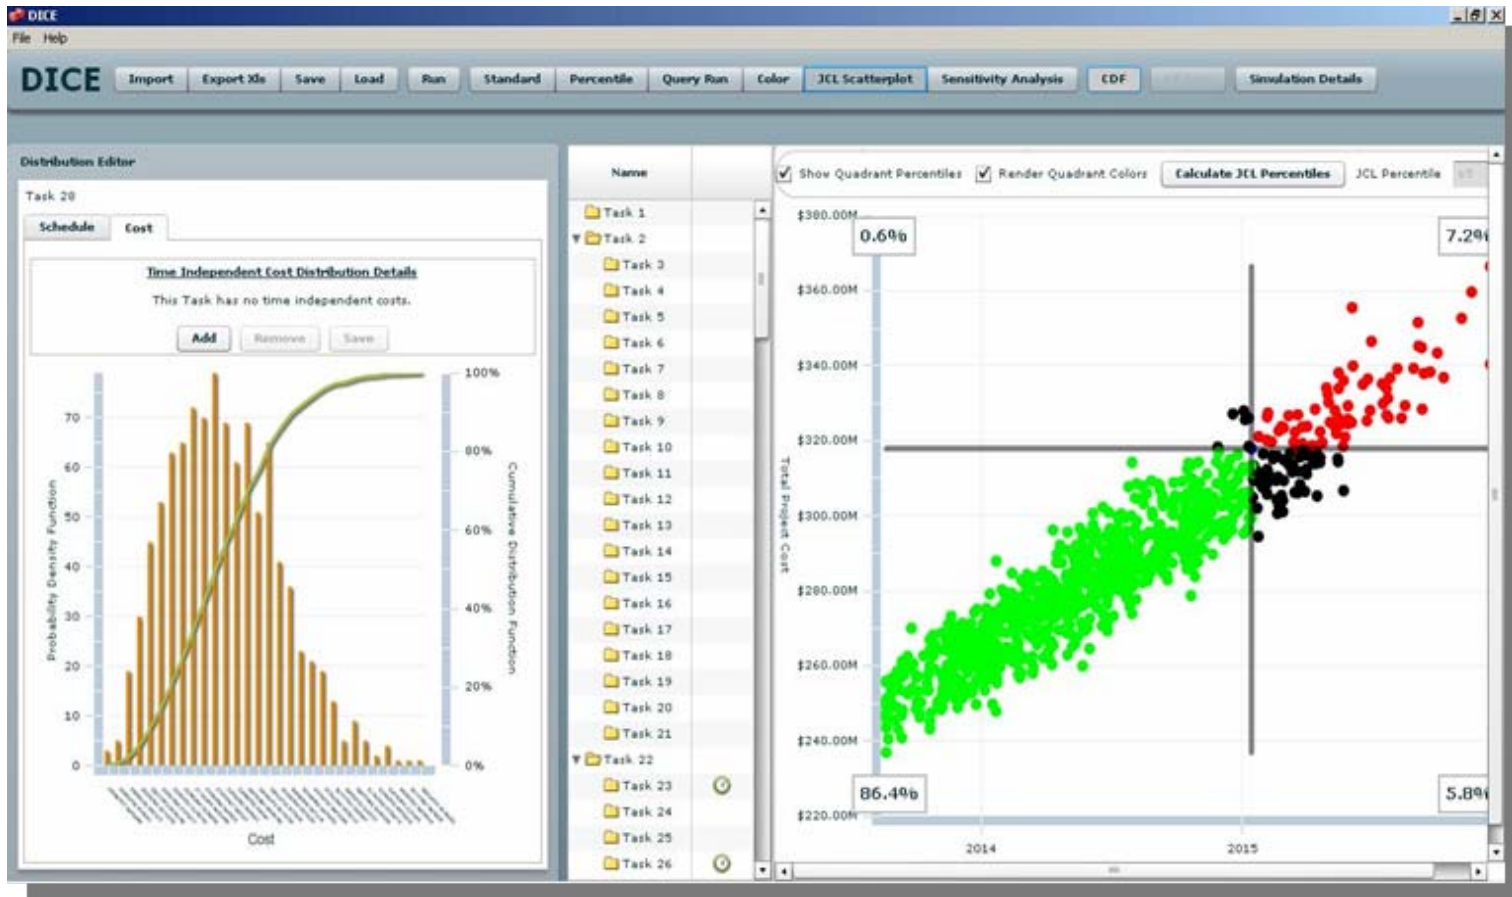 DICE
File Help
DICE Import Export Xls Save Load Run Standard Percentile Query Run Color JCL Scatterplot Sensitivity Analysis CDF Simulation Details
Distribution Editor
Task 28
Schedule Cost
Time Independent Cost Distribution Details
This Task has no time independent costs.
Add Remove Save
Probability Density Function
70
60
50
40
30
20
10
0
100%
80%
60%
40%
20%
0%
Cumulative Distribution Function
Cost
Name
Task 1
Task 2
Task 3
Task 4
Task 5
Task 6
Task 7
Task 8
Task 9
Task 10
Task 11
Task 12
Task 13
Task 14
Task 15
Task 16
Task 17
Task 18
Task 19
Task 20
Task 21
Task 22
Task 23
Task 24
Task 25
Task 26
Show Quadrant Percentiles Render Quadrant Colors Calculate JCL Percentiles JCL Percentile
0.6% 7.2%
$380.00M
$360.00M
$340.00M
$320.00M
$300.00M
$280.00M
$260.00M
$240.00M
$220.00M
Total Project Cost
86.4% 5.8%
2014 2015